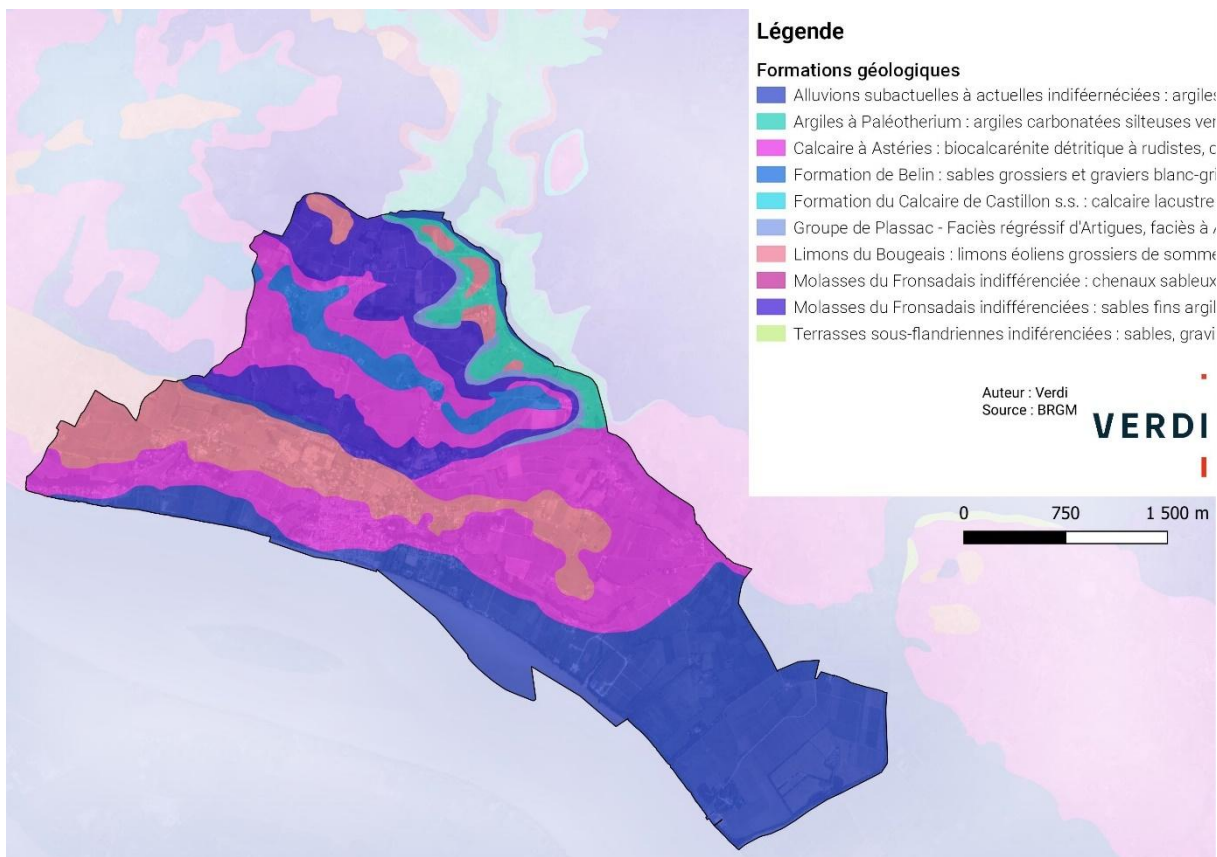 Légende
Formations géologiques
Alluvions subactuelles à actuelles indiféernéciées : argiles
Argiles à Paléotherium : argiles carbonatées silteuses ver
Calcaire à Astéries : biocalcarénite détritique à rudistes, c
Formation de Belin : sables grossiers et graviers blanc-gri
Formation du Calcaire de Castillon s.s. : calcaire lacustre
Groupe de Plassac - Faciès régréssif d'Artigues, faciès à
Limons du Bougeais : limons éoliens grossiers de somme
Molasses du Fronsadais indifférenciée : chenaux sableux
Molasses du Fronsadais indifférenciées : sables fins argil
Terrasses sous-flandriennes indiférenciées : sables, gravi
Auteur : Verdi
Source : BRGM
VERDI
0 750 1 500 m